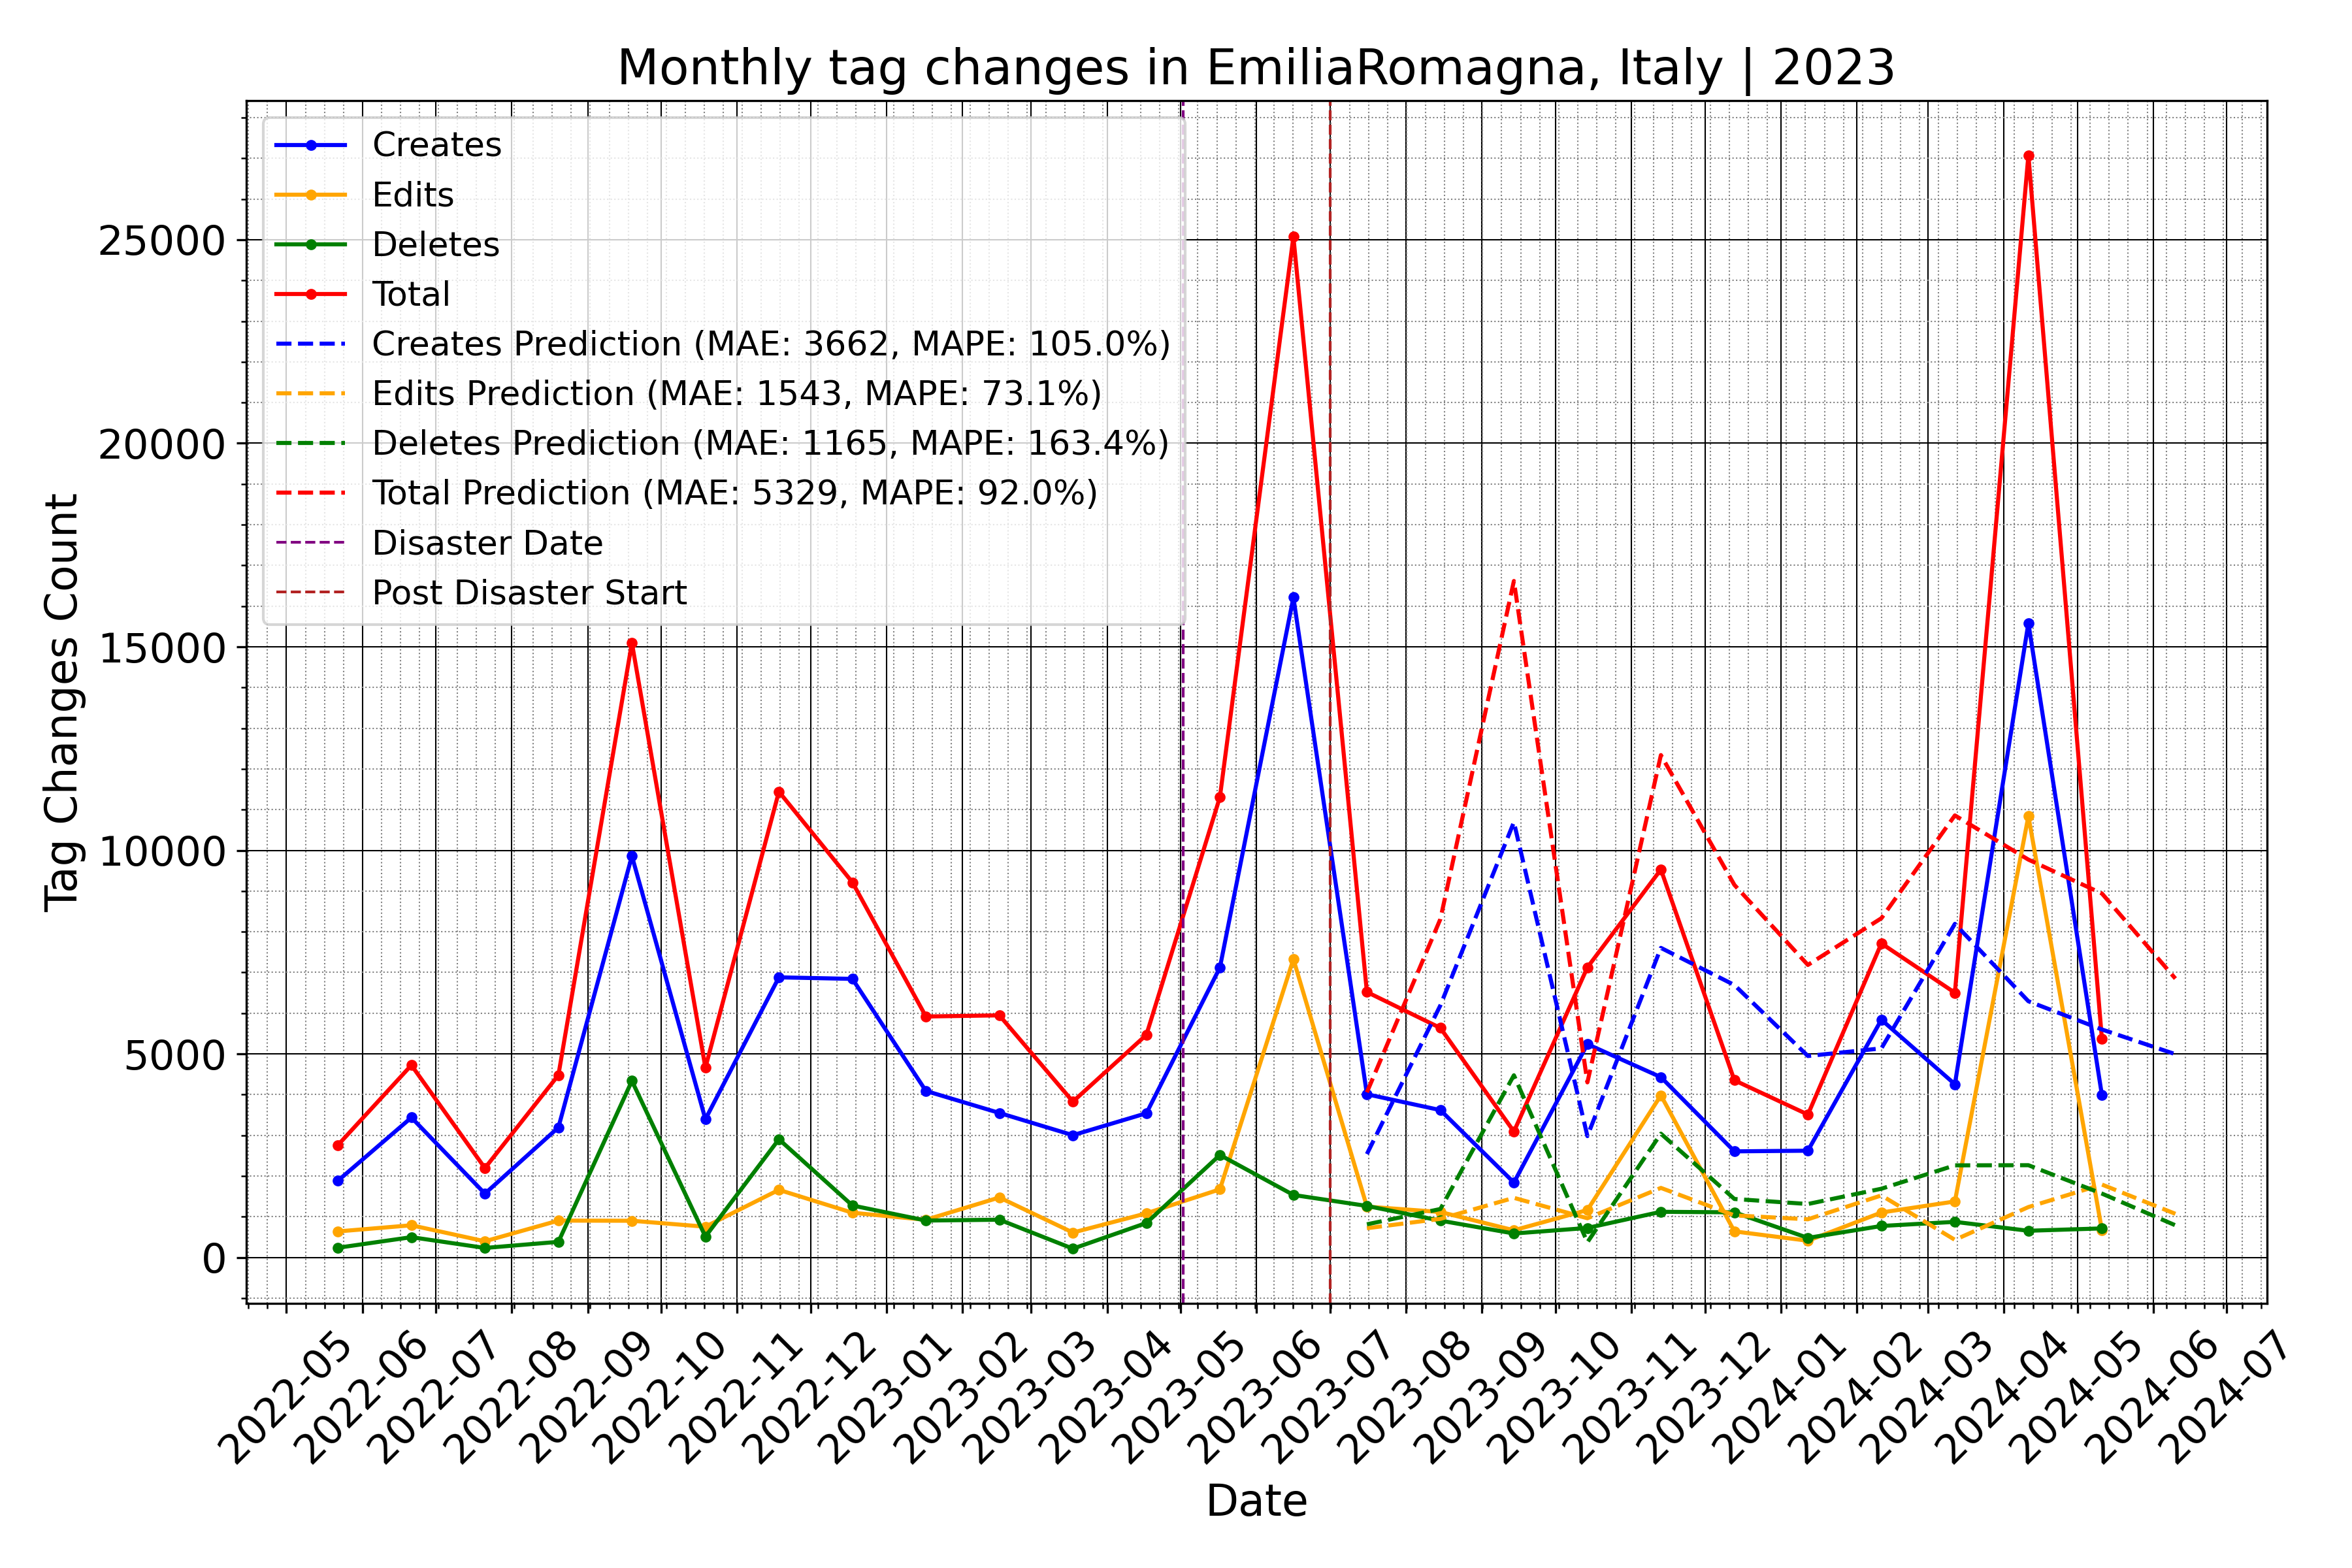 Monthly tag changes in EmiliaRomagna, Italy | 2023
Creates
Edits
Deletes
Total
Creates Prediction (MAE: 3662, MAPE: 105.0%)
Edits Prediction (MAE: 1543, MAPE: 73.1%)
Deletes Prediction (MAE: 1165, MAPE: 163.4%)
Total Prediction (MAE: 5329, MAPE: 92.0%)
Disaster Date
Post Disaster Start
Tag Changes Count
25000
20000
15000
10000
5000
0
2022-05
2022-06
2022-07
2022-08
2022-09
2022-10
2022-11
2022-12
2023-01
2023-02
2023-03
2023-04
2023-05
2023-06
2023-07
2023-08
2023-09
2023-10
2023-11
2023-12
2024-01
2024-02
2024-03
2024-04
2024-05
2024-06
2024-07
Date